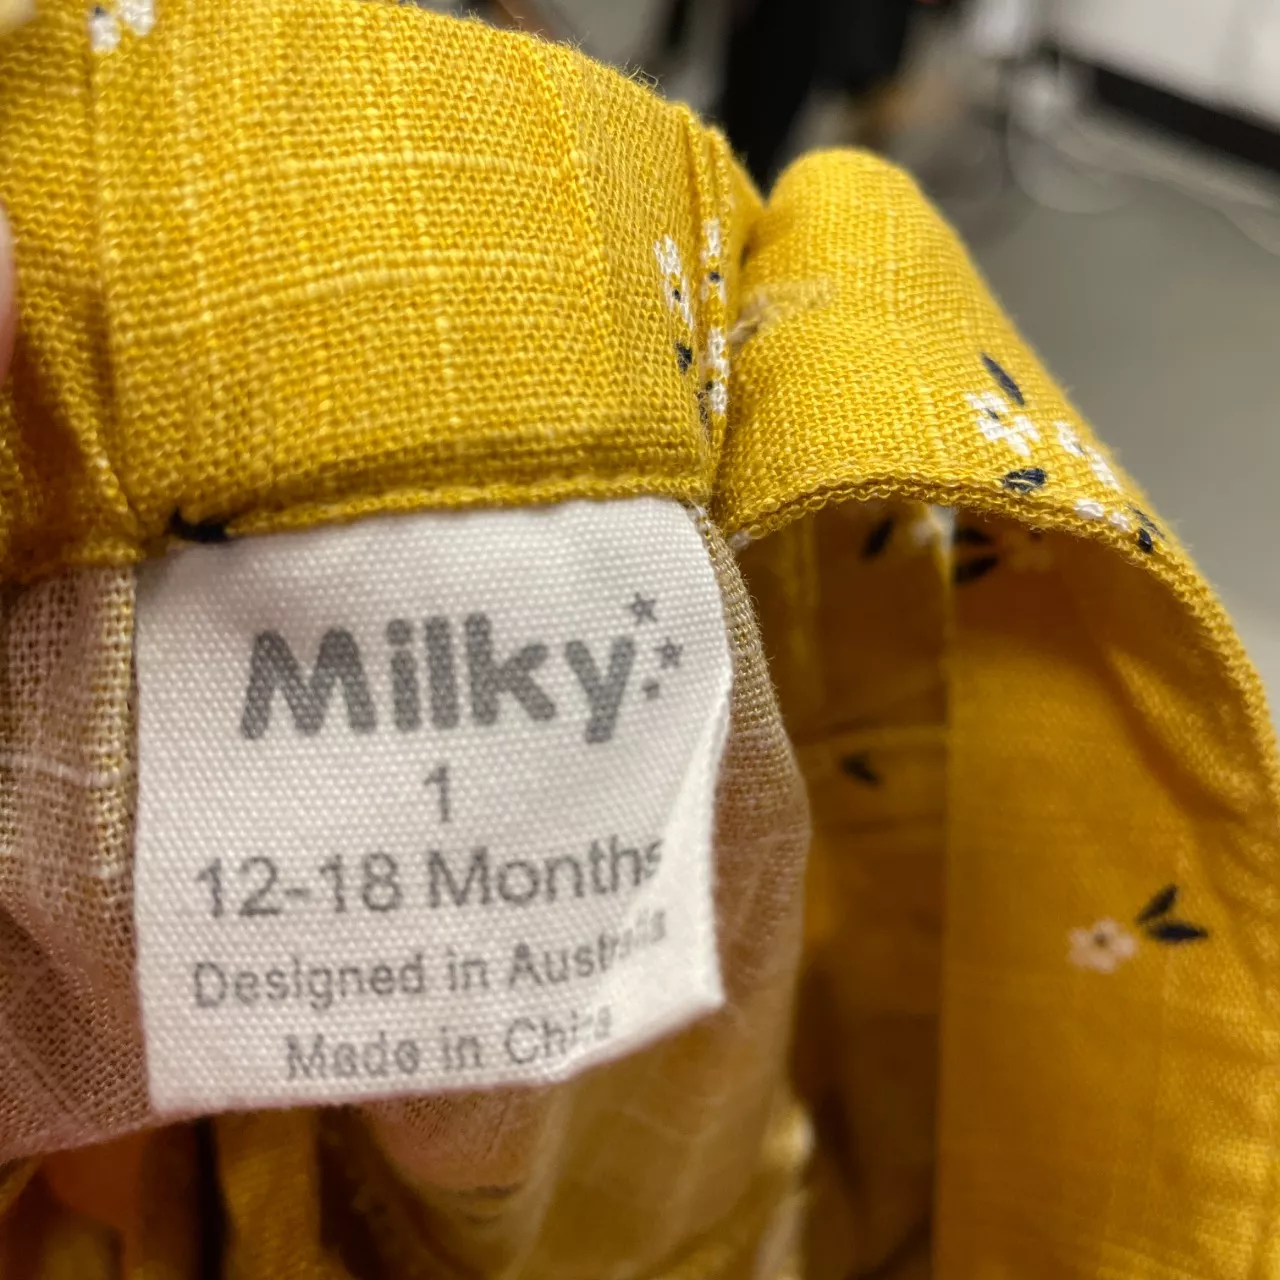 Milky
1
12-18 Months
Designed in Australia
Made in China